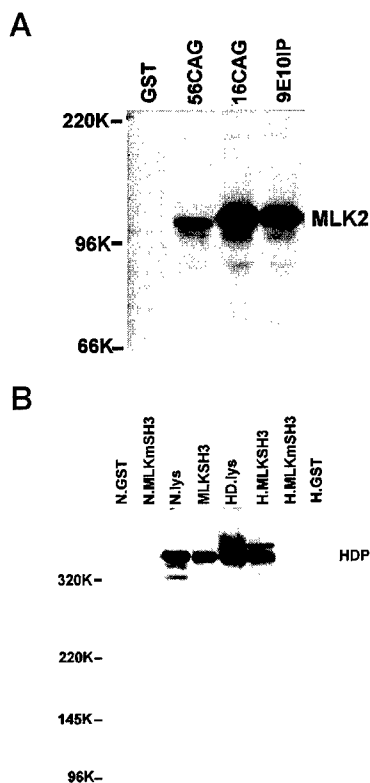 A
GST
56CAG
16CAG
9E10IP
220K–
96K–
66K–
MLK2
B
N.GST
N.MLKmSH3
N.lys
MLKSH3
HD.lys
H.MLKSH3
H.MLKmSH3
H.GST
HDP
320K–
220K–
145K–
96K–